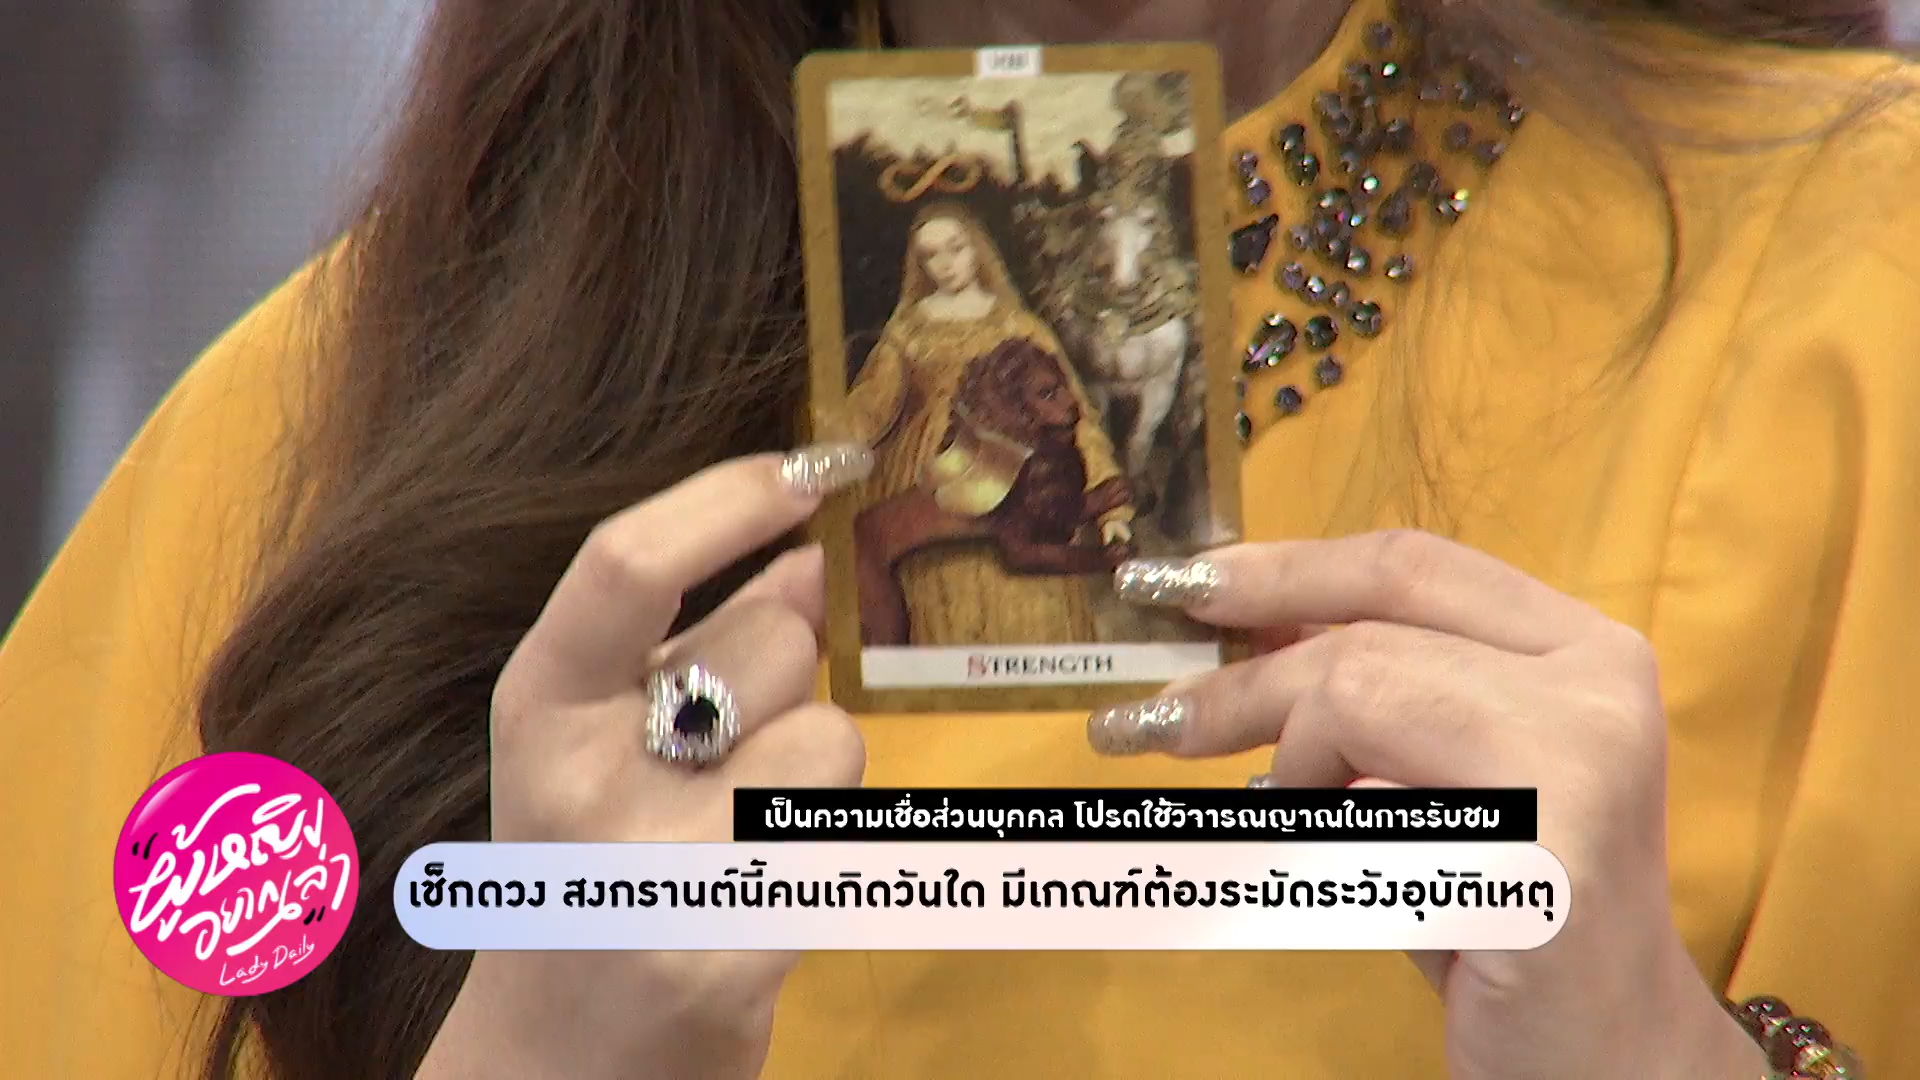 STRENGTH
เป็นความเชื่อส่วนบุคคล โปรดใช้วิจารณญาณในการรับชม
เช็กดวง สงกรานต์นี้คนเกิดวันใด มีเกณฑ์ต้องระมัดระวังอุบัติเหตุ
"ผู้หญิง
อยากเล่า"
Lady Daily